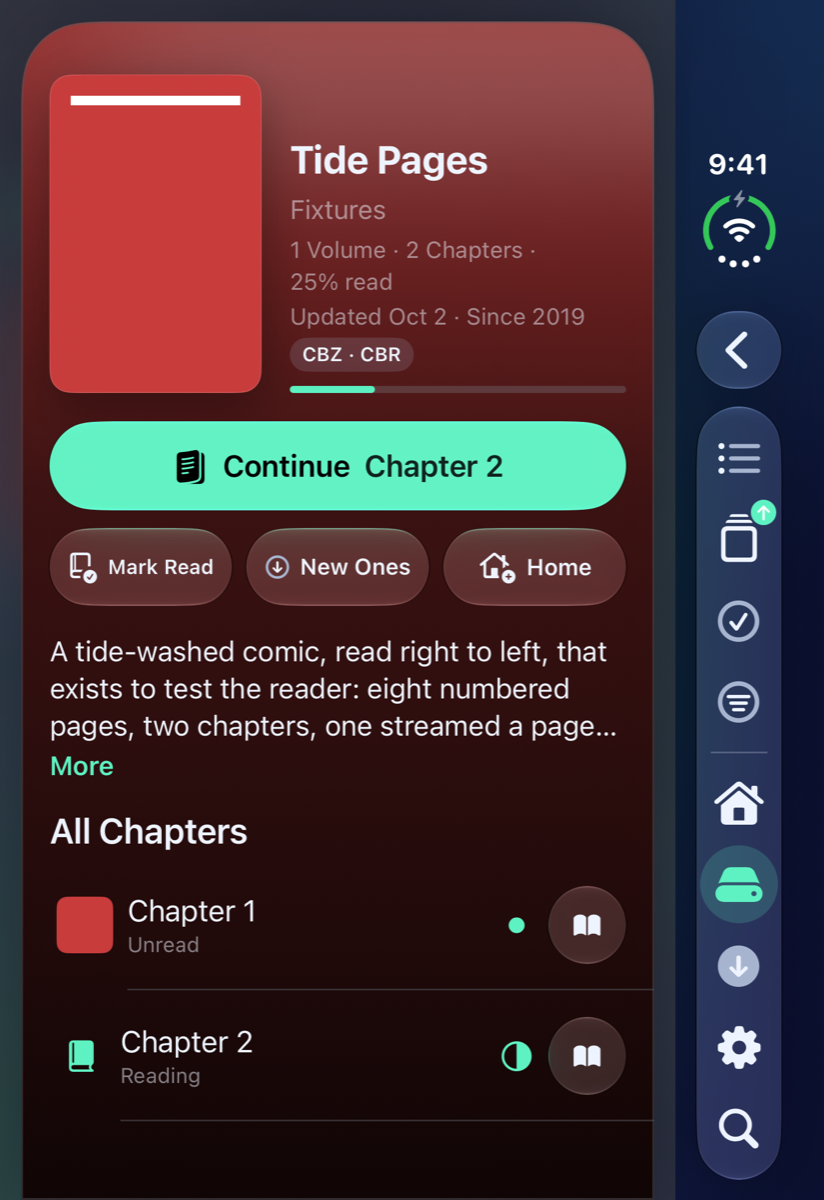 Tide Pages
Fixtures
1 Volume · 2 Chapters ·
25% read
Updated Oct 2 · Since 2019
CBZ · CBR
Continue Chapter 2
Mark Read
New Ones
Home
A tide-washed comic, read right to left, that
exists to test the reader: eight numbered
pages, two chapters, one streamed a page...
More
All Chapters
Chapter 1
Unread
Chapter 2
Reading
9:41